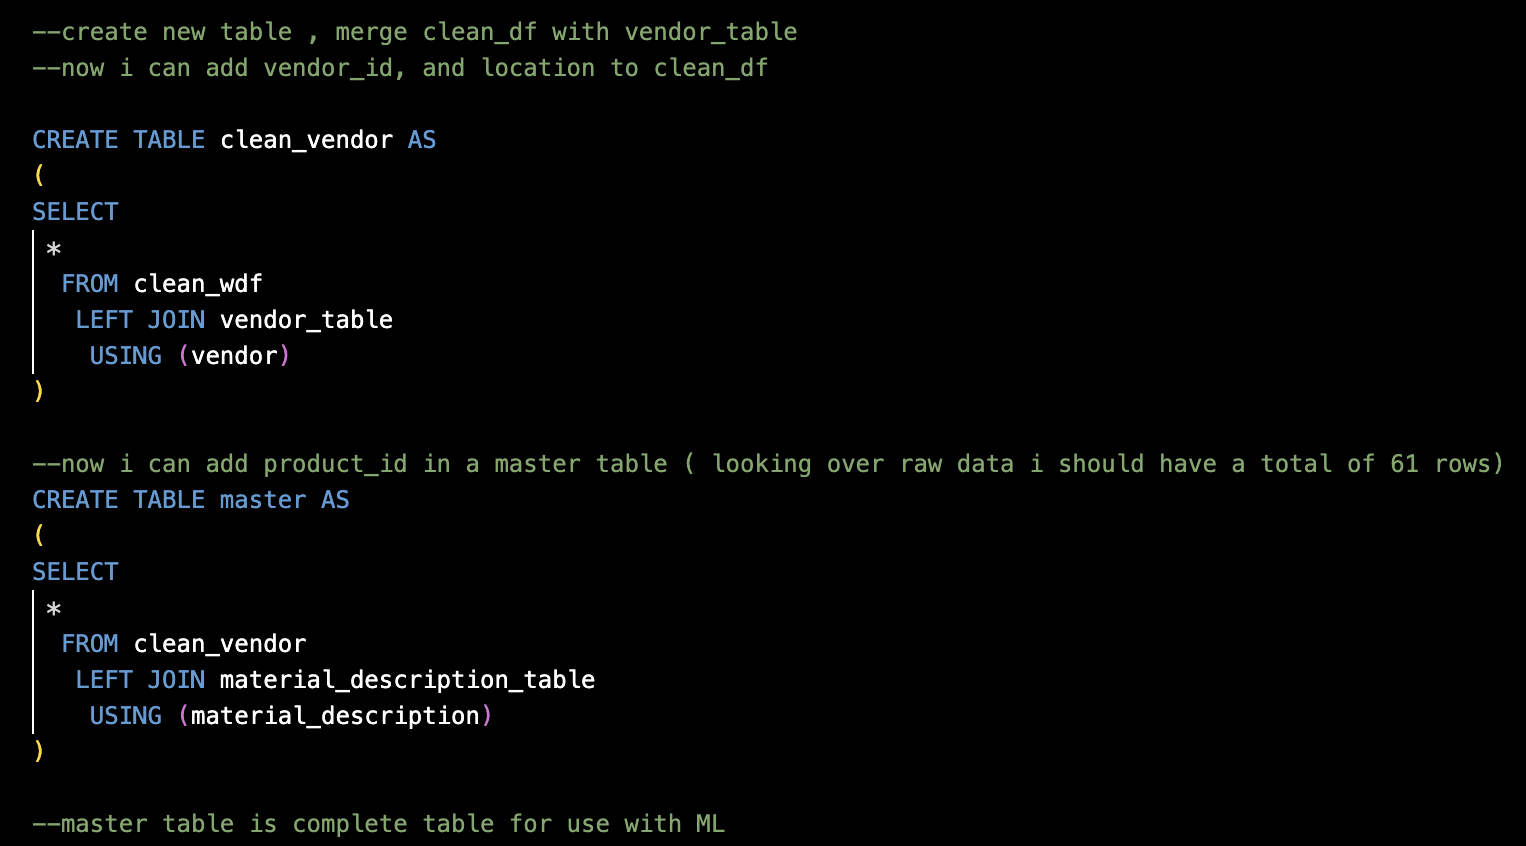 --create new table , merge clean_df with vendor_table
--now i can add vendor_id, and location to clean_df
CREATE TABLE clean_vendor AS
(
SELECT
*
FROM clean_wdf
LEFT JOIN vendor_table
USING (vendor)
)
--now i can add product_id in a master table ( looking over raw data i should have a total of 61 rows)
CREATE TABLE master AS
(
SELECT
*
FROM clean_vendor
LEFT JOIN material_description_table
USING (material_description)
)
--master table is complete table for use with ML